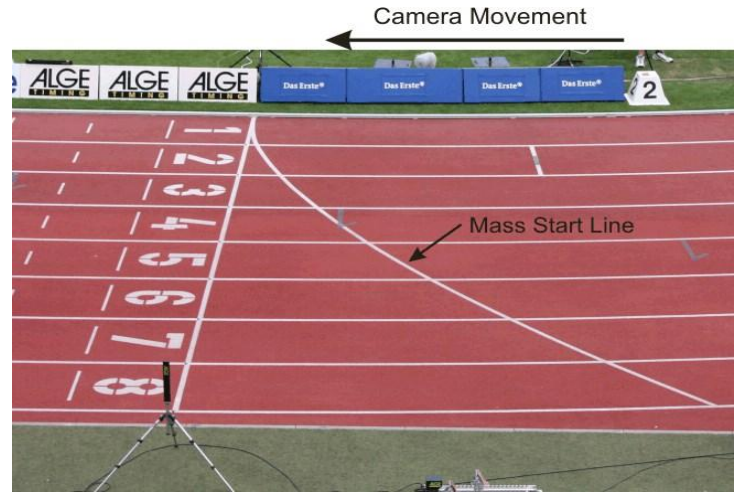 Camera Movement
ALGE
TIMING
ALGE
TIMING
ALGE
TIMING
Das Erste
Das Erste
Das Erste
Das Erste
2
1
2
3
4
5
6
7
8
L
L
Mass Start Line